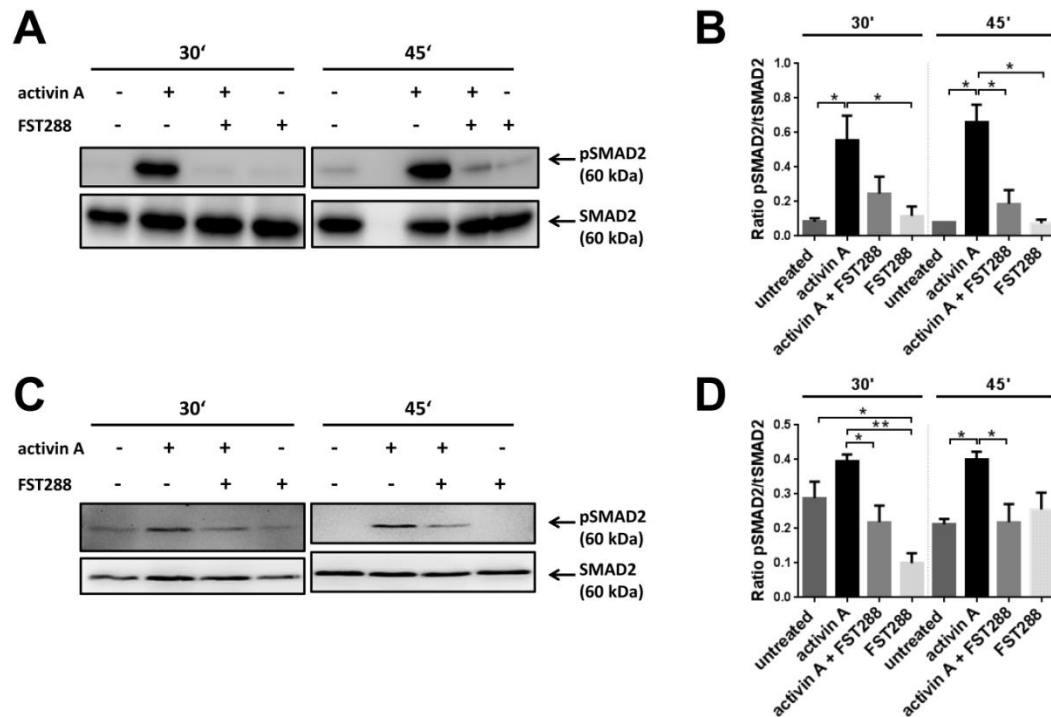 A
30‘ 45‘
activin A - + + - - + + -
FST288 - - + + - - + +
pSMAD2
(60 kDa)
SMAD2
(60 kDa)
B
30' 45'
* * * * *
Ratio pSMAD2/tSMAD2
1.0
0.8
0.6
0.4
0.2
0.0
untreated
activin A
activin A + FST288
FST288
untreated
activin A
activin A + FST288
FST288
C
30‘ 45‘
activin A - + + - - + + -
FST288 - - + + - - + +
pSMAD2
(60 kDa)
SMAD2
(60 kDa)
D
30' 45'
*
**
* * *
Ratio pSMAD2/tSMAD2
0.5
0.4
0.3
0.2
0.1
0.0
untreated
activin A
activin A + FST288
FST288
untreated
activin A
activin A + FST288
FST288